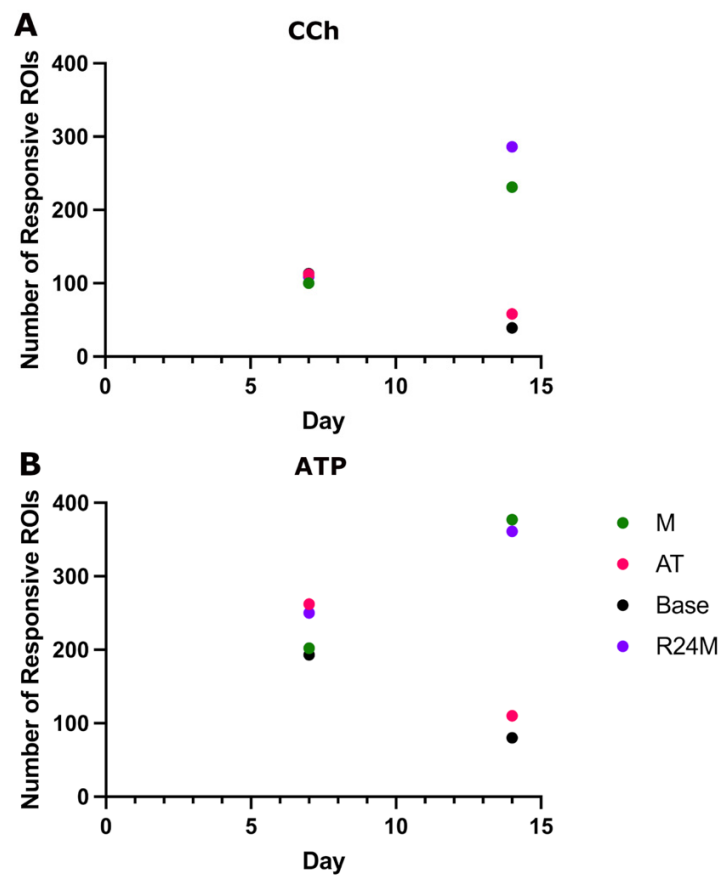 A
CCh
Number of Responsive ROIs
400
300
200
100
0
0 5 10 15
Day
B
ATP
Number of Responsive ROIs
400
300
200
100
0
0 5 10 15
Day
M
AT
Base
R24M